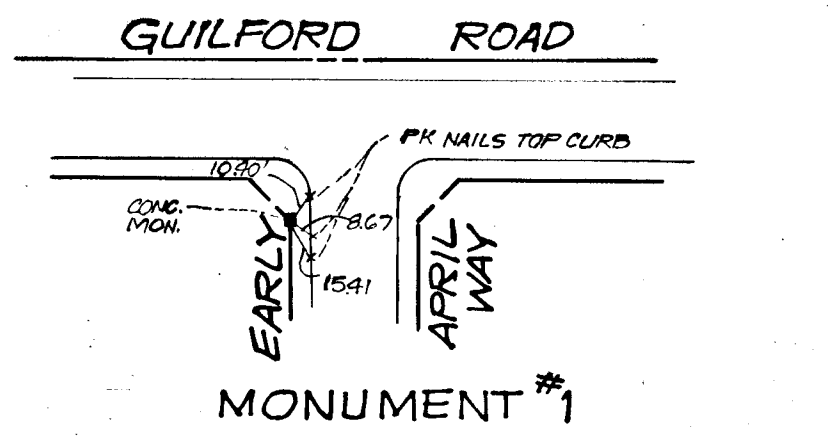 GUILFORD ROAD
PK NAILS TOP CURB
10.40'
CONC.
MON.
8.67
15.41
EARLY
APRIL
WAY
MONUMENT #1